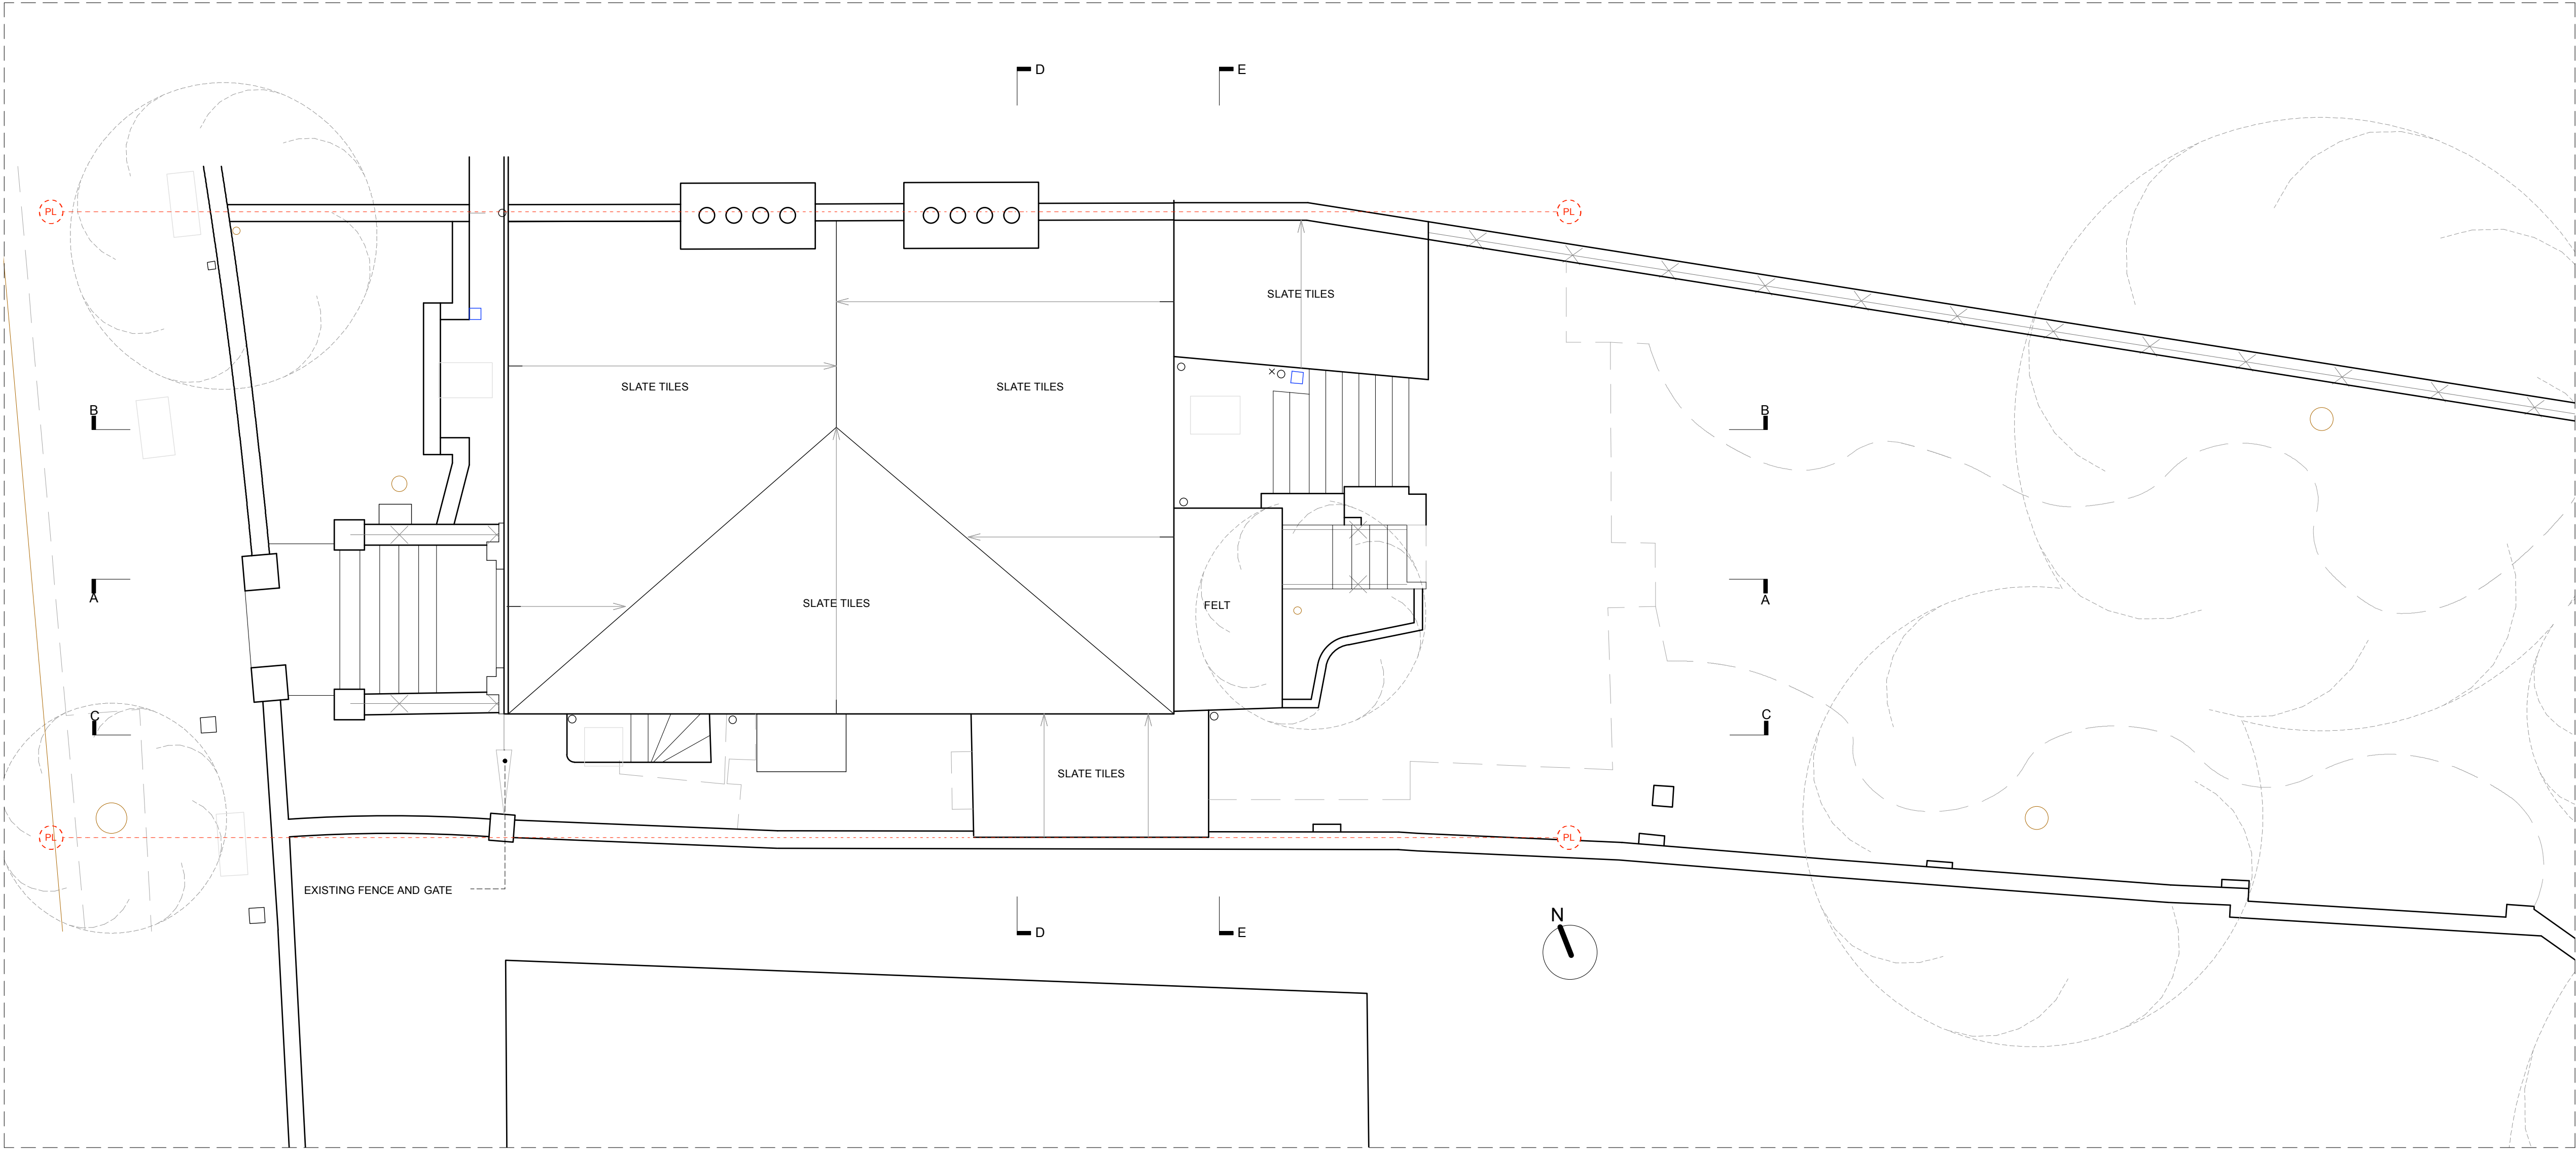 D
E
PL
PL
SLATE TILES
SLATE TILES
SLATE TILES
B
B
A
A
SLATE TILES
FELT
C
C
SLATE TILES
PL
PL
EXISTING FENCE AND GATE
N
D
E